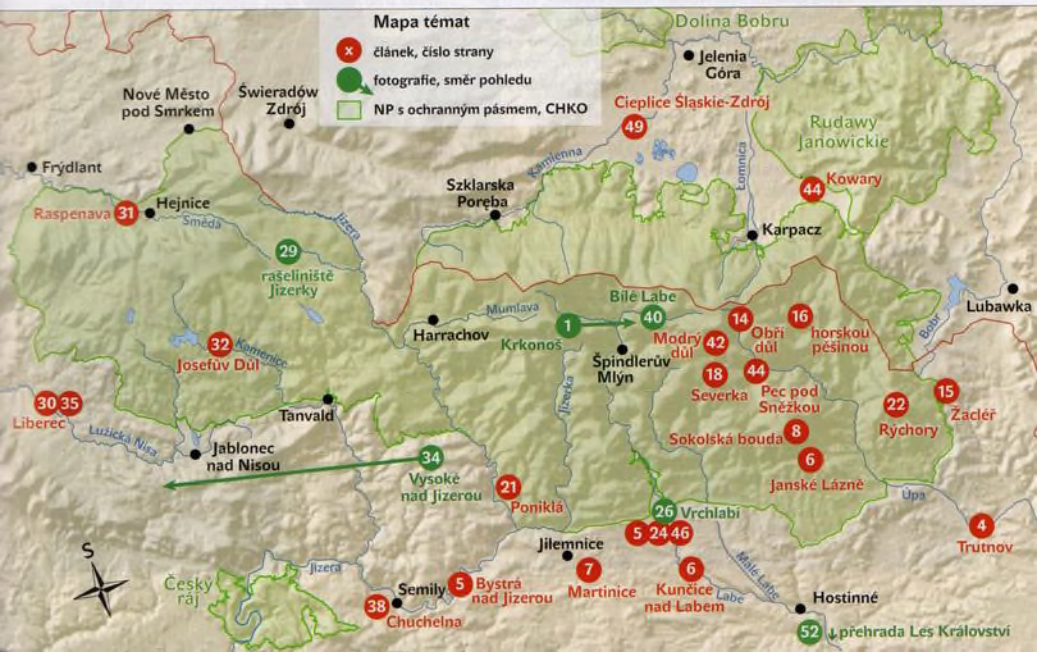 Mapa témat
x článek, číslo strany
fotografie, směr pohledu
NP s ochranným pásmem, CHKO
Dolina Bobru
Jelenia
Góra
Nové Město
pod Smrkem
Świeradów
Zdrój
Cieplice Śląskie-Zdrój
49
Kamienna
Rudawy
Janowickie
Łomnica
Frýdlant
44
Kowary
Szklarska
Poręba
Raspenava
31
Hejnice
Směda
Jizera
Karpacz
29
rašeliniště
Jizerky
Lubawka
Bobr
Bílé Labe
40
Mumlava
Harrachov
1
Krkonoš
14
Obří
důl
16
horskou
pěšinou
Modrý
důl
42
32
Josefův Důl
Kamenice
Špindlerův
Mlýn
18
Severka
44
Pec pod
Sněžkou
Jizerka
22
Rýchory
15
Žacléř
30 35
Liberec
Tanvald
Lužická Nisa
Jablonec
nad Nisou
Sokolská bouda
8
6
Janské Lázně
34
Vysoké
nad Jizerou
21
Poniklá
Úpa
4
Trutnov
26
Vrchlabí
5 24 46
Jilemnice
7
Martinice
6
Kunčice
nad Labem
Malé Labe
Labe
S
Jizera
Český
ráj
Semily
5
Bystrá
nad Jizerou
38
Chuchelna
Hostinné
52
přehrada Les Království